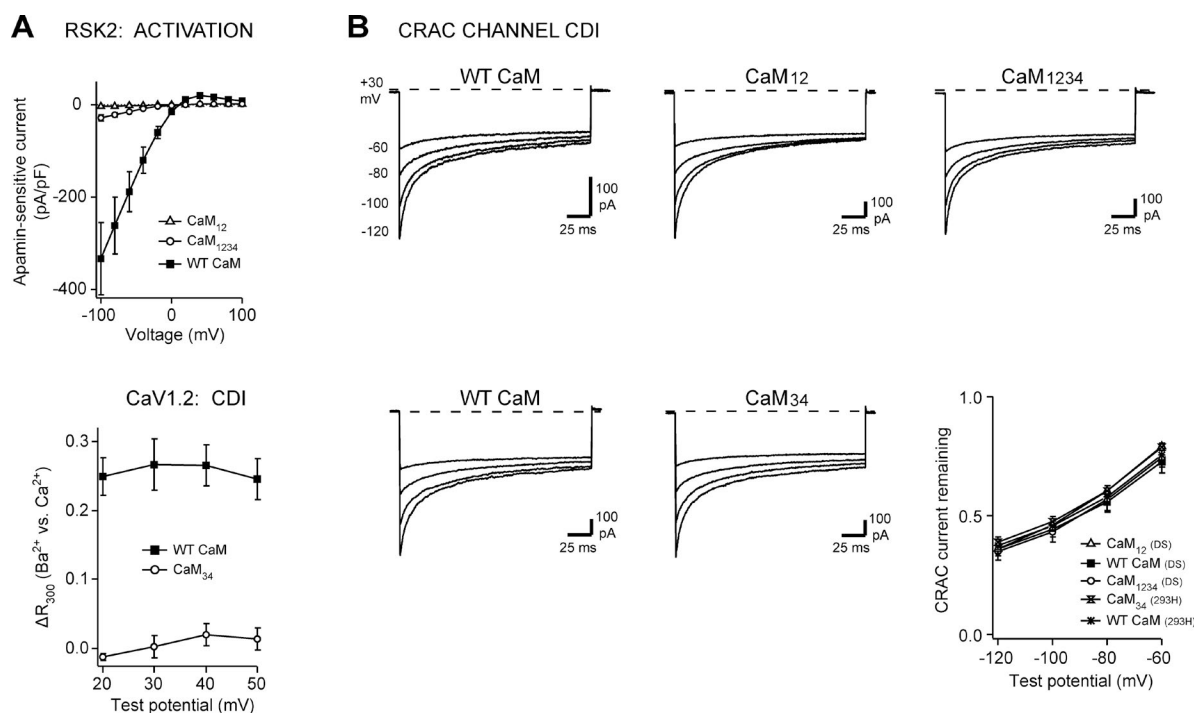 A RSK2: ACTIVATION
Apamin-sensitive current
(pA/pF)
0
-200
-400
CaM12
CaM1234
WT CaM
-100
0
100
Voltage (mV)
CaV1.2: CDI
ΔR300 (Ba2+ vs. Ca2+)
0.3
0.2
0.1
0.0
WT CaM
CaM34
20 30 40 50
Test potential (mV)
B CRAC CHANNEL CDI
WT CaM
+30
mV
-60
-80
-100
-120
100
pA
25 ms
CaM12
100
pA
25 ms
CaM1234
100
pA
25 ms
WT CaM
100
pA
25 ms
CaM34
100
pA
25 ms
CRAC current remaining
1.0
0.5
0.0
CaM12 (DS)
WT CaM (DS)
CaM1234 (DS)
CaM34 (293H)
WT CaM (293H)
-120 -100 -80 -60
Test potential (mV)